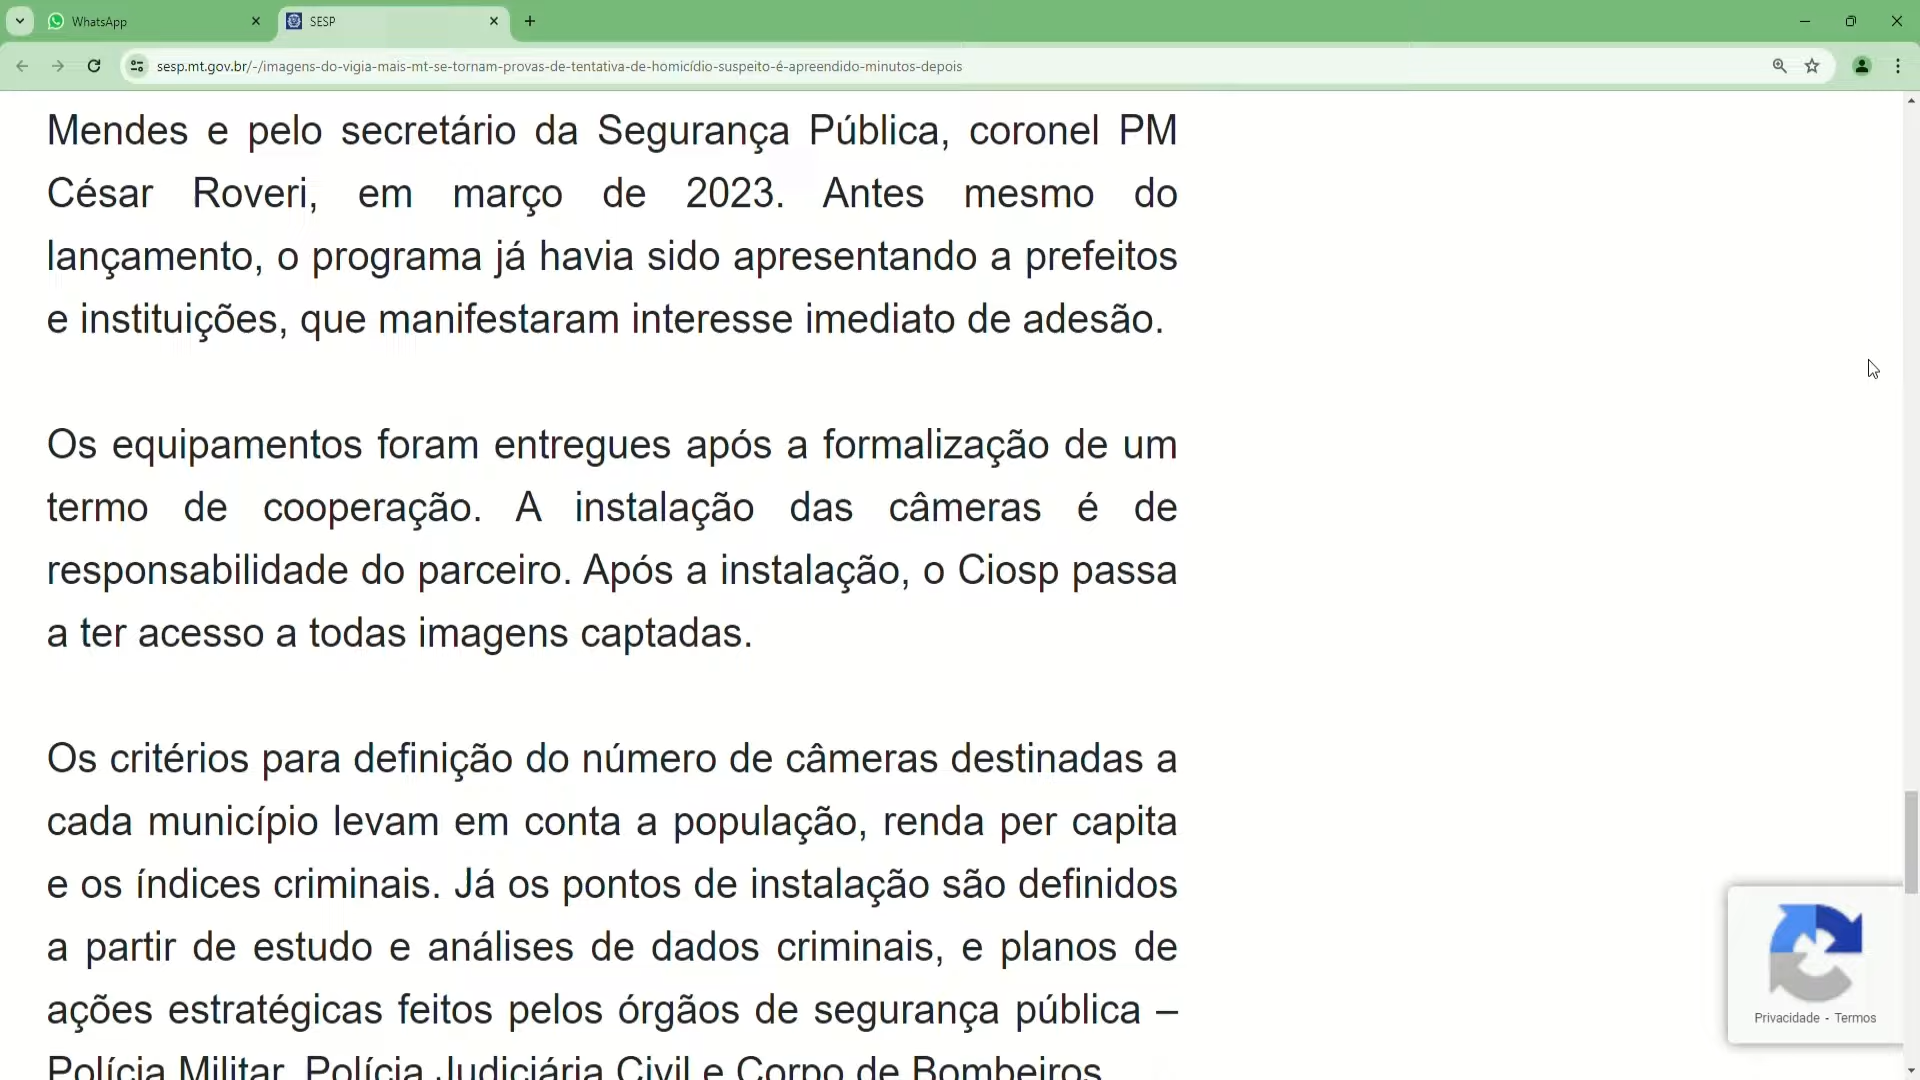 WhatsApp
SESP
sesp.mt.gov.br/-/imagens-do-vigia-mais-mt-se-tornam-provas-de-tentativa-de-homicídio-suspeito-é-apreendido-minutos-depois
Mendes e pelo secretário da Segurança Pública, coronel PM
César Roveri, em março de 2023. Antes mesmo do
lançamento, o programa já havia sido apresentando a prefeitos
e instituições, que manifestaram interesse imediato de adesão.
Os equipamentos foram entregues após a formalização de um
termo de cooperação. A instalação das câmeras é de
responsabilidade do parceiro. Após a instalação, o Ciosp passa
a ter acesso a todas imagens captadas.
Os critérios para definição do número de câmeras destinadas a
cada município levam em conta a população, renda per capita
e os índices criminais. Já os pontos de instalação são definidos
a partir de estudo e análises de dados criminais, e planos de
ações estratégicas feitos pelos órgãos de segurança pública –
Polícia Militar, Polícia Judiciária Civil e Corpo de Bombeiros.
Privacidade - Termos